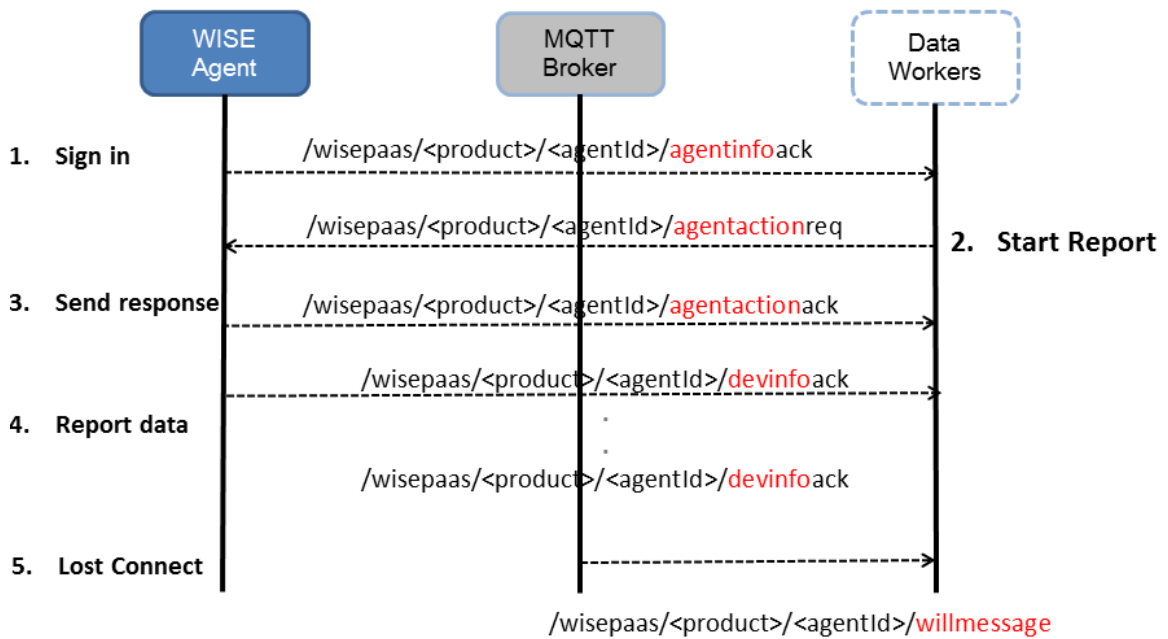 WISE
Agent
MQTT
Broker
Data
Workers
1. Sign in
/wisepaas/<product>/<agentId>/agentinfoack
/wisepaas/<product>/<agentId>/agentactionreq
2. Start Report
3. Send response
/wisepaas/<product>/<agentId>/agentactionack
/wisepaas/<product>/<agentId>/devinfoack
4. Report data
/wisepaas/<product>/<agentId>/devinfoack
5. Lost Connect
/wisepaas/<product>/<agentId>/willmessage